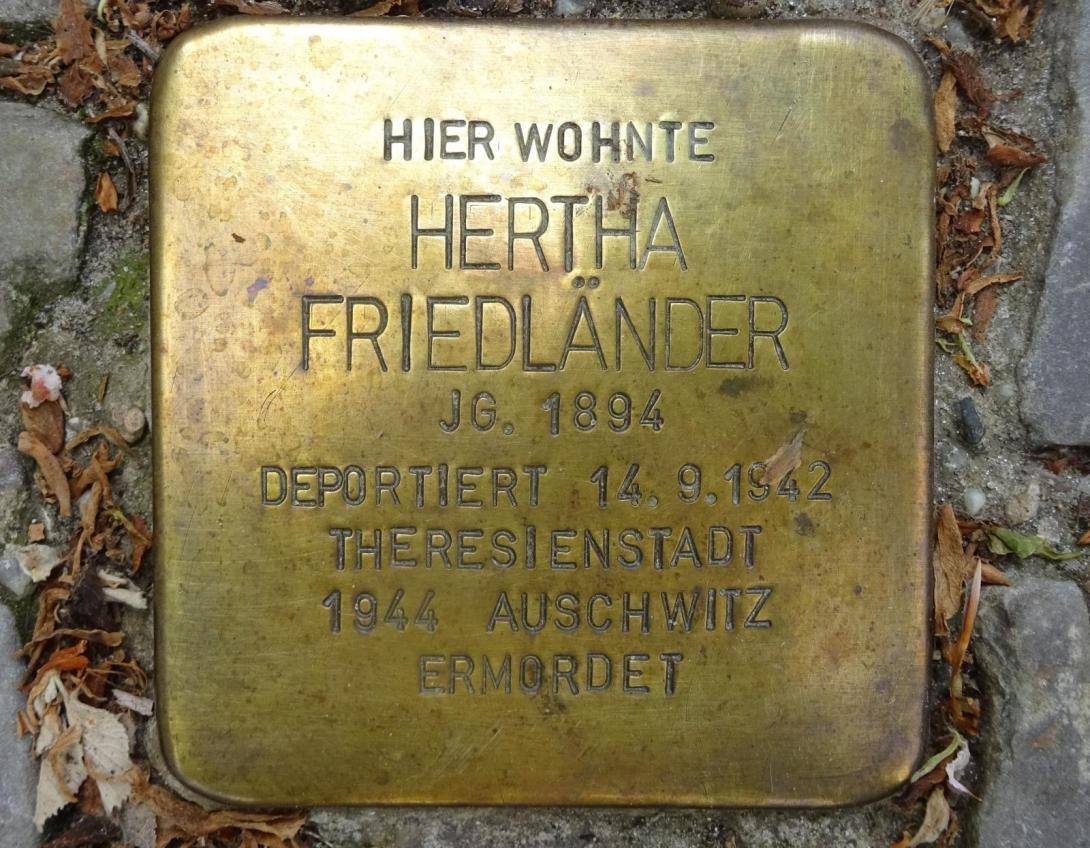 HIER WOHNTE
HERTHA
FRIEDLÄNDER
JG. 1894
DEPORTIERT 14.9.1942
THERESIENSTADT
1944 AUSCHWITZ
ERMORDET